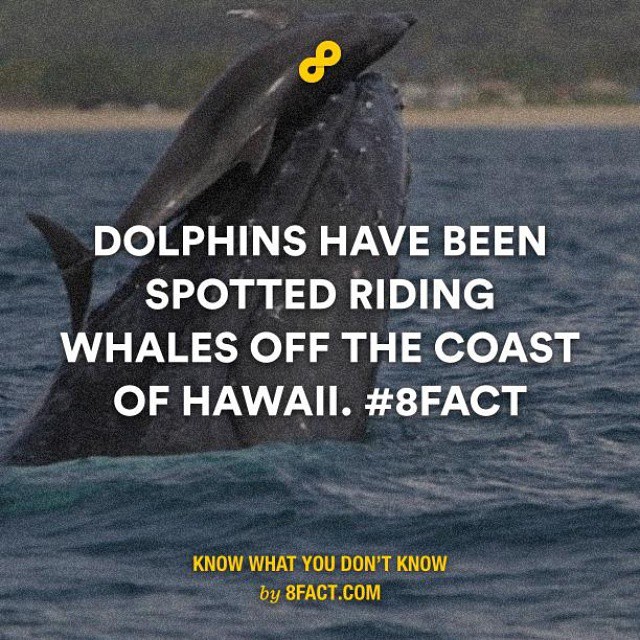 DOLPHINS HAVE BEEN
SPOTTED RIDING
WHALES OFF THE COAST
OF HAWAII. #8FACT
KNOW WHAT YOU DON'T KNOW
by 8FACT.COM